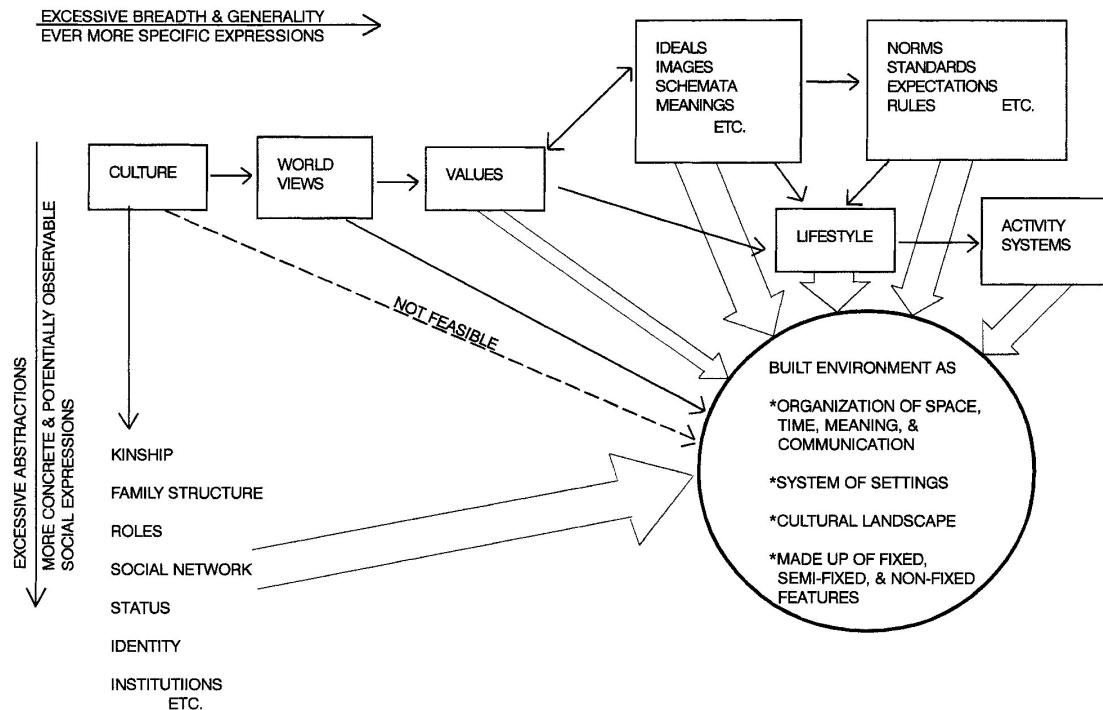 EXCESSIVE BREADTH & GENERALITY
EVER MORE SPECIFIC EXPRESSIONS
IDEALS
IMAGES
SCHEMATA
MEANINGS
ETC.
NORMS
STANDARDS
EXPECTATIONS
RULES ETC.
CULTURE
WORLD
VIEWS
VALUES
LIFESTYLE
ACTIVITY
SYSTEMS
NOT FEASIBLE
EXCESSIVE ABSTRACTIONS
MORE CONCRETE & POTENTIALLY OBSERVABLE
SOCIAL EXPRESSIONS
KINSHIP
FAMILY STRUCTURE
ROLES
SOCIAL NETWORK
STATUS
IDENTITY
INSTITUTIIONS
ETC.
BUILT ENVIRONMENT AS
*ORGANIZATION OF SPACE,
TIME, MEANING, &
COMMUNICATION
*SYSTEM OF SETTINGS
*CULTURAL LANDSCAPE
*MADE UP OF FIXED,
SEMI-FIXED, & NON-FIXED
FEATURES